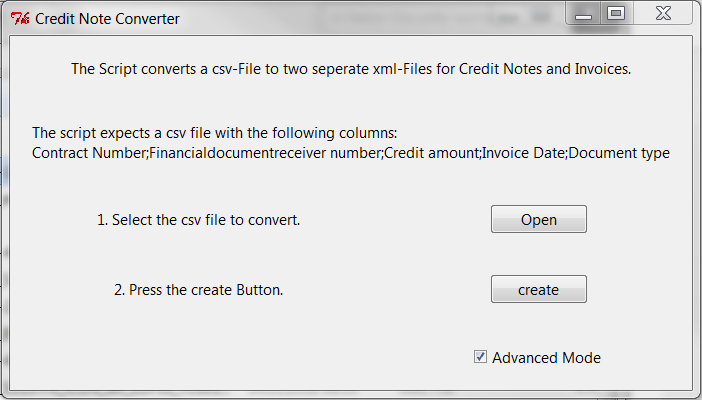 Credit Note Converter
The Script converts a csv-File to two seperate xml-Files for Credit Notes and Invoices.
The script expects a csv file with the following columns:
Contract Number;Financialdocumentreceiver number;Credit amount;Invoice Date;Document type
1. Select the csv file to convert.
Open
2. Press the create Button.
create
Advanced Mode